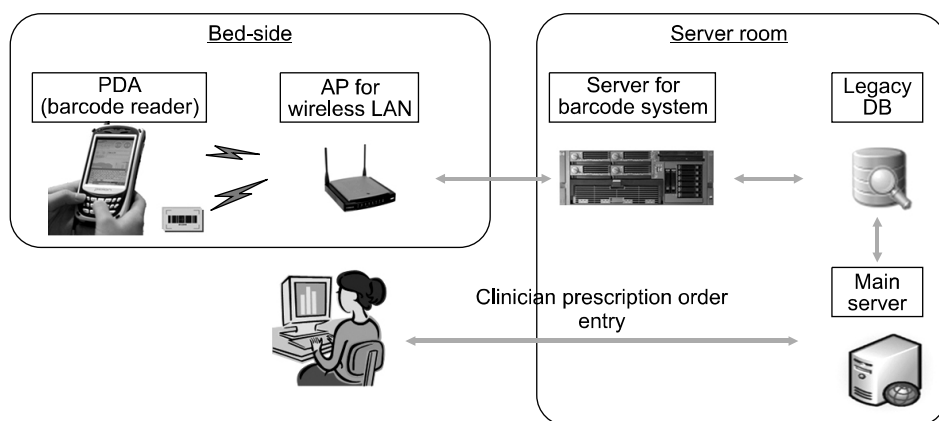 Bed-side
PDA
(barcode reader)
AP for
wireless LAN
Server room
Server for
barcode system
Legacy
DB
Main
server
Clinician prescription order
entry